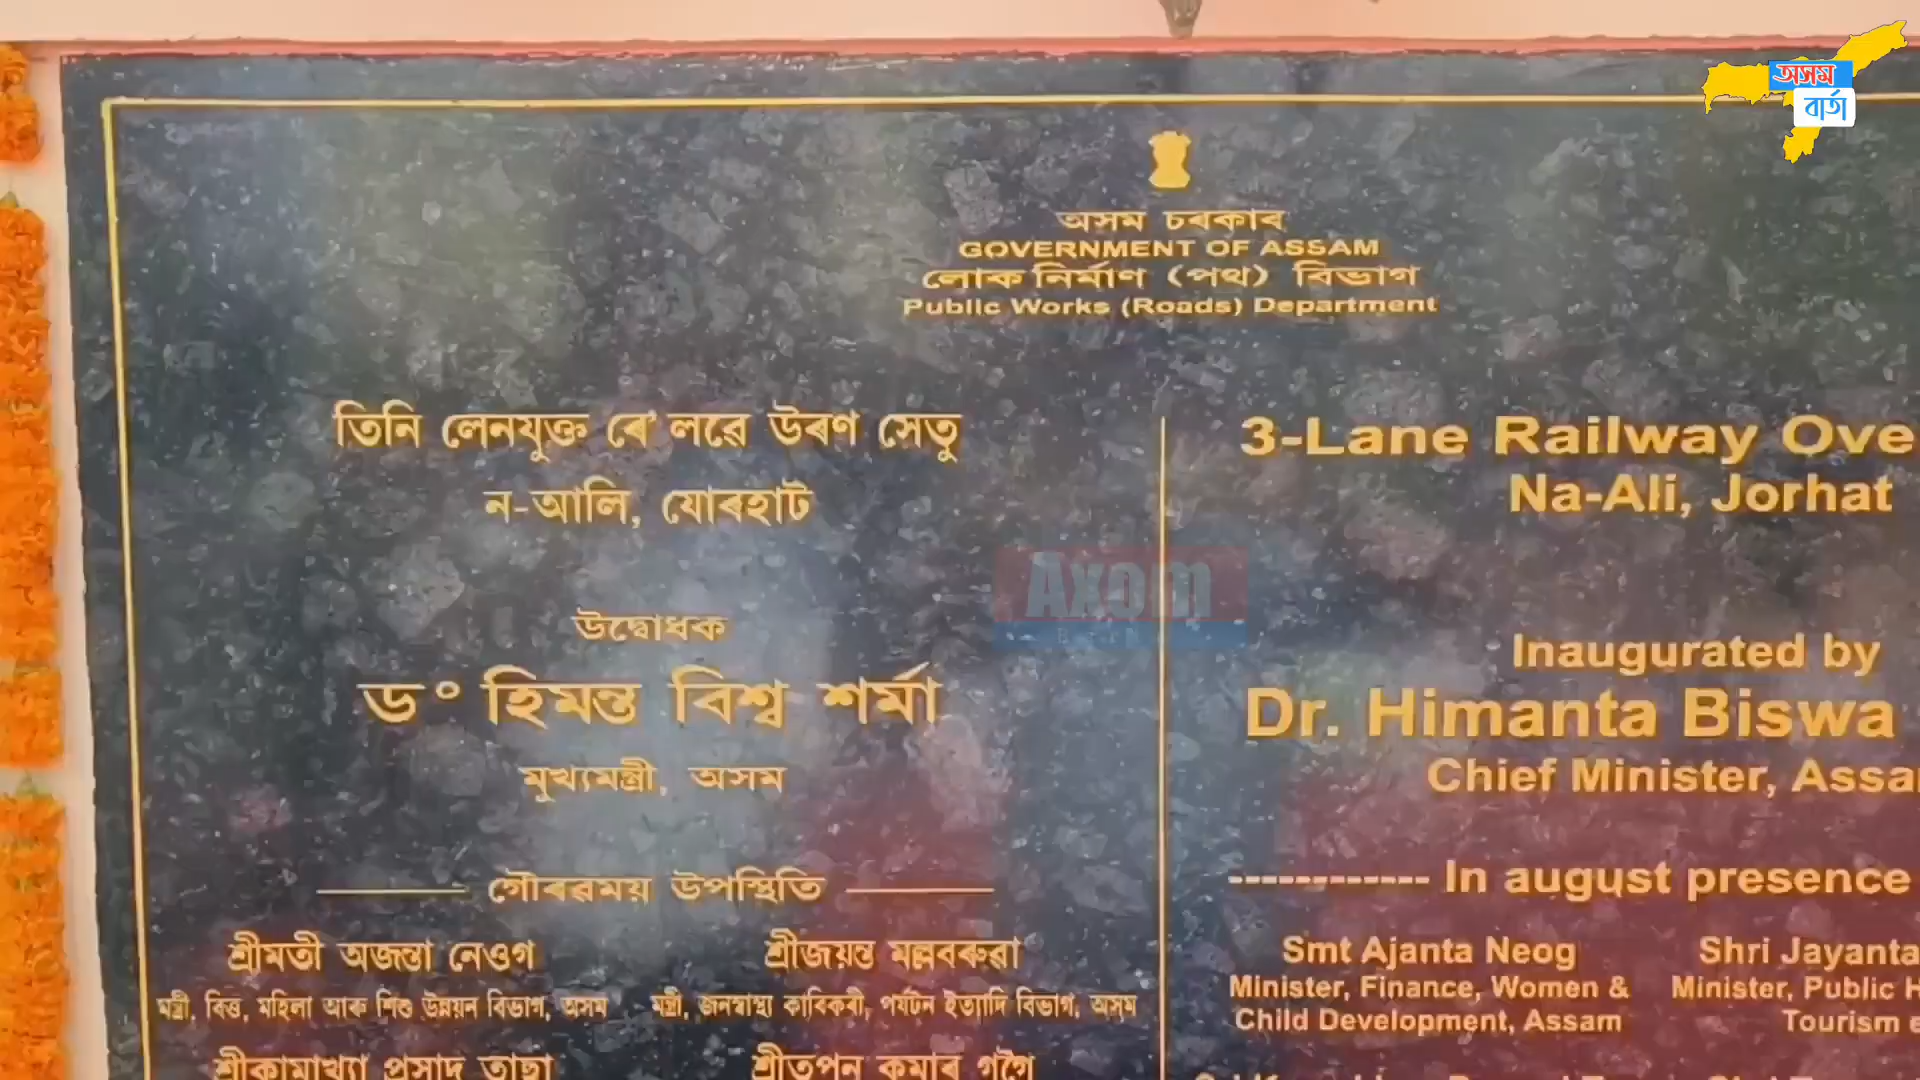 অসম
বাৰ্তা
অসম চৰকাৰ
GOVERNMENT OF ASSAM
লোক নিৰ্মাণ (পথ) বিভাগ
Public Works (Roads) Department
তিনি লেনযুক্ত ৰে'লৱে উৰণ সেতু
ন-আলি, যোৰহাট
উদ্বোধক
ড° হিমন্ত বিশ্ব শৰ্মা
মুখ্যমন্ত্ৰী, অসম
গৌৰৱময় উপস্থিতি
শ্ৰীমতী অজন্তা নেওগ
মন্ত্ৰী, বিত্ত, মহিলা আৰু শিশু উন্নয়ন বিভাগ, অসম
শ্ৰীজয়ন্ত মল্লবৰুৱা
মন্ত্ৰী, জনস্বাস্থ্য কাৰিকৰী, পৰ্যটন ইত্যাদি বিভাগ, অসম
শ্ৰীকামাখ্যা প্ৰসাদ তাছা
শ্ৰীতপন কুমাৰ গগৈ
3-Lane Railway Ove
Na-Ali, Jorhat
Inaugurated by
Dr. Himanta Biswa
Chief Minister, Assa
------------ In august presence
Smt Ajanta Neog
Minister, Finance, Women &
Child Development, Assam
Shri Jayanta
Minister, Public H
Tourism e
Axom